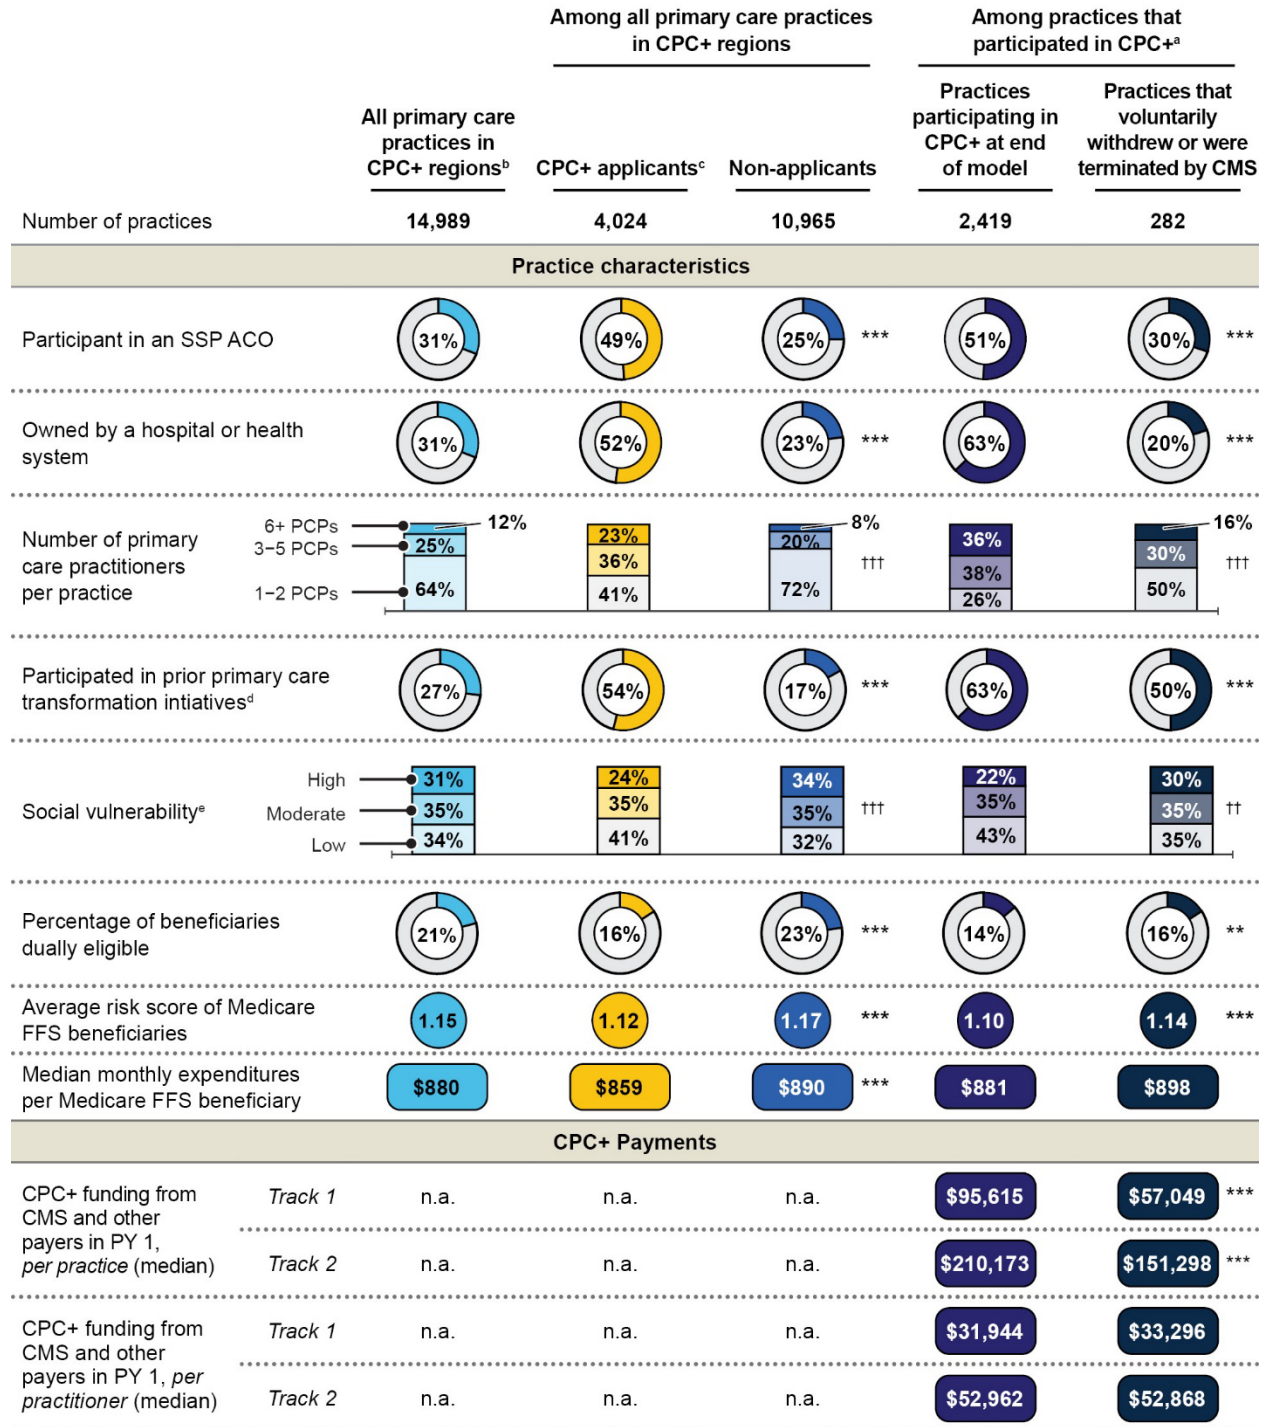 Among all primary care practices
in CPC+ regions
Among practices that
participated in CPC+ᵃ
All primary care
practices in
CPC+ regionsᵇ
CPC+ applicantsᶜ
Non-applicants
Practices
participating in
CPC+ at end
of model
Practices that
voluntarily
withdrew or were
terminated by CMS
Number of practices
14,989 4,024 10,965 2,419 282
Practice characteristics
Participant in an SSP ACO
31% 49% 25% *** 51% 30% ***
Owned by a hospital or health
system
31% 52% 23% *** 63% 20% ***
Number of primary
care practitioners
per practice
6+ PCPs 12% 23% 8% 36% 16%
3–5 PCPs 25% 36% 20% ††† 38% 30% †††
1–2 PCPs 64% 41% 72% 26% 50%
Participated in prior primary care
transformation intiativesᵈ
27% 54% 17% *** 63% 50% ***
Social vulnerabilityᵉ
High 31% 24% 34% 22% 30%
Moderate 35% 35% 35% ††† 35% 35% ††
Low 34% 41% 32% 43% 35%
Percentage of beneficiaries
dually eligible
21% 16% 23% *** 14% 16% **
Average risk score of Medicare
FFS beneficiaries
1.15 1.12 1.17 *** 1.10 1.14 ***
Median monthly expenditures
per Medicare FFS beneficiary
$880 $859 $890 *** $881 $898
CPC+ Payments
CPC+ funding from
CMS and other
payers in PY 1,
per practice (median)
Track 1 n.a. n.a. n.a. $95,615 $57,049 ***
Track 2 n.a. n.a. n.a. $210,173 $151,298 ***
CPC+ funding from
CMS and other
payers in PY 1, per
practitioner (median)
Track 1 n.a. n.a. n.a. $31,944 $33,296
Track 2 n.a. n.a. n.a. $52,962 $52,868